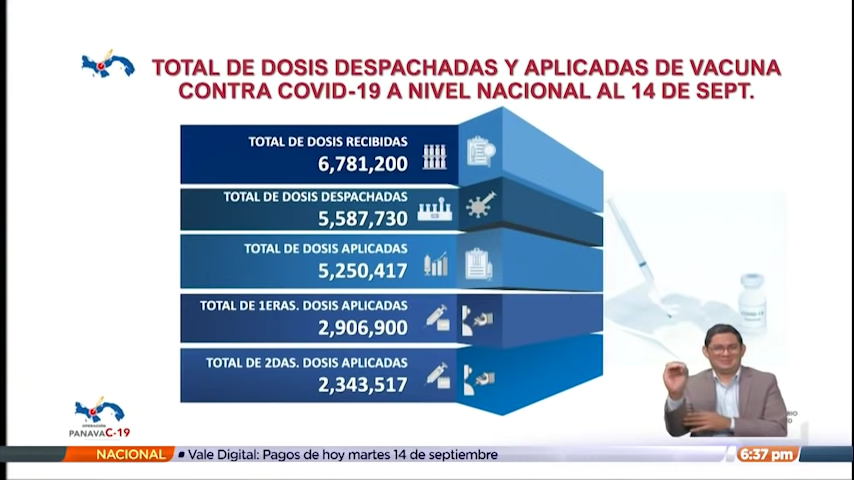 TOTAL DE DOSIS DESPACHADAS Y APLICADAS DE VACUNA
CONTRA COVID-19 A NIVEL NACIONAL AL 14 DE SEPT.
TOTAL DE DOSIS RECIBIDAS
6,781,200
TOTAL DE DOSIS DESPACHADAS
5,587,730
TOTAL DE DOSIS APLICADAS
5,250,417
TOTAL DE 1ERAS. DOSIS APLICADAS
2,906,900
TOTAL DE 2DAS. DOSIS APLICADAS
2,343,517
COVID-19
OPERACIÓN
PANAVAC-19
NACIONAL
Vale Digital: Pagos de hoy martes 14 de septiembre
6:37 pm